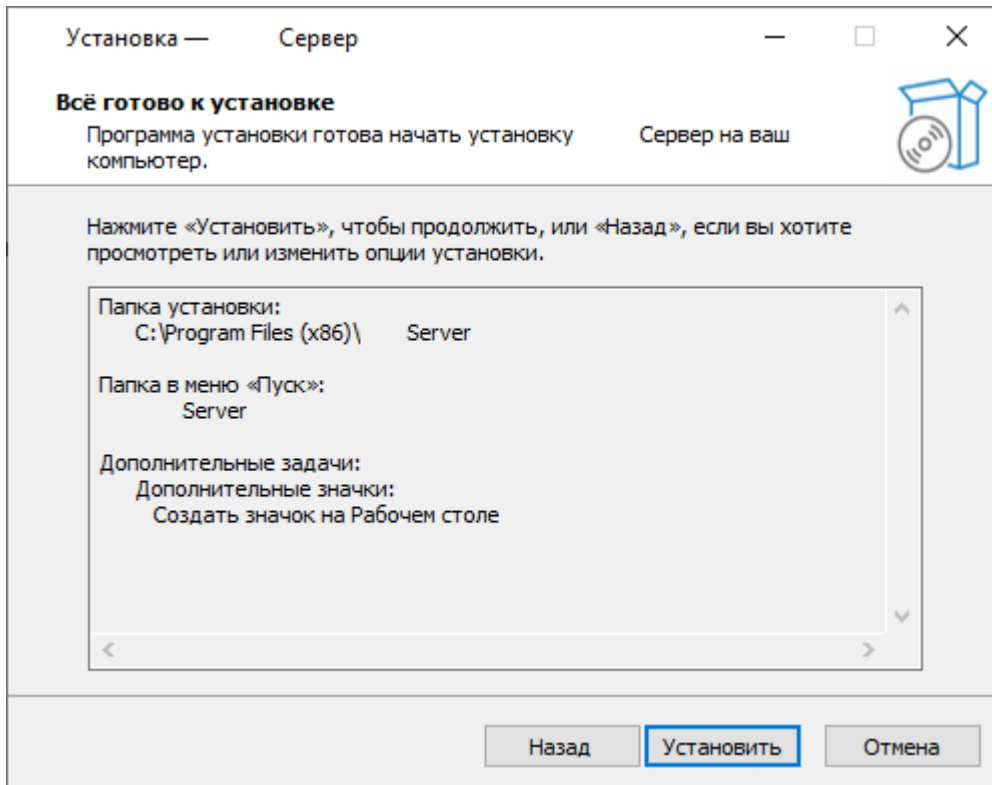 Установка — Сервер
Всё готово к установке
Программа установки готова начать установку Сервер на ваш
компьютер.
Нажмите «Установить», чтобы продолжить, или «Назад», если вы хотите
просмотреть или изменить опции установки.
Папка установки:
C:\Program Files (x86)\ Server
Папка в меню «Пуск»:
Server
Дополнительные задачи:
Дополнительные значки:
Создать значок на Рабочем столе
Назад Установить Отмена